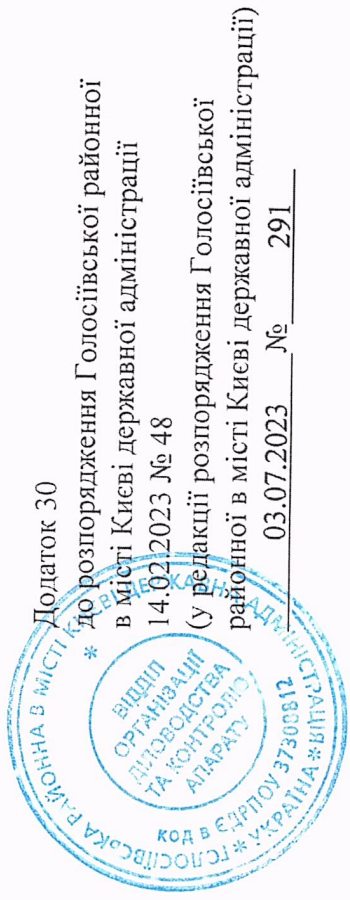 Додаток 30
до розпорядження Голосіївської районної
в місті Києві державної адміністрації
14.02.2023 № 48
(у редакції розпорядження Голосіївської
районної в місті Києві державної адміністрації)
03.07.2023 № 291
* ГОЛОСІЇВСЬКА РАЙОННА В МІСТІ КИЄВІ ДЕРЖАВНА АДМІНІСТРАЦІЯ * УКРАЇНА
*
ВІДДІЛ
ОРГАНІЗАЦІЇ
ДІЛОВОДСТВА
ТА КОНТРОЛЮ
АПАРАТУ
КОД В ЄДРПОУ 37308812